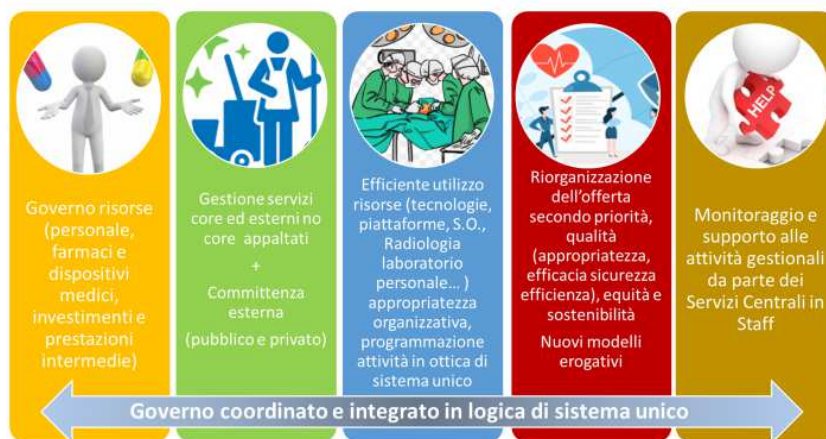 Governo risorse
(personale,
farmaci e
dispositivi
medici,
investimenti e
prestazioni
intermedie)
Gestione servizi
core ed esterni no
core appaltati
+
Committenza
esterna
(pubblico e privato)
Efficiente utilizzo
risorse (tecnologie,
piattaforme, S.O.,
Radiologia
laboratorio
personale... )
appropriatezza
organizzativa,
programmazione
attività in ottica di
sistema unico
Riorganizzazione
dell'offerta
secondo priorità,
qualità
(appropriatezza,
efficacia sicurezza
efficienza), equità e
sostenibilità
Nuovi modelli
erogativi
HELP
Monitoraggio e
supporto alle
attività gestionali
da parte dei
Servizi Centrali in
Staff
Governo coordinato e integrato in logica di sistema unico